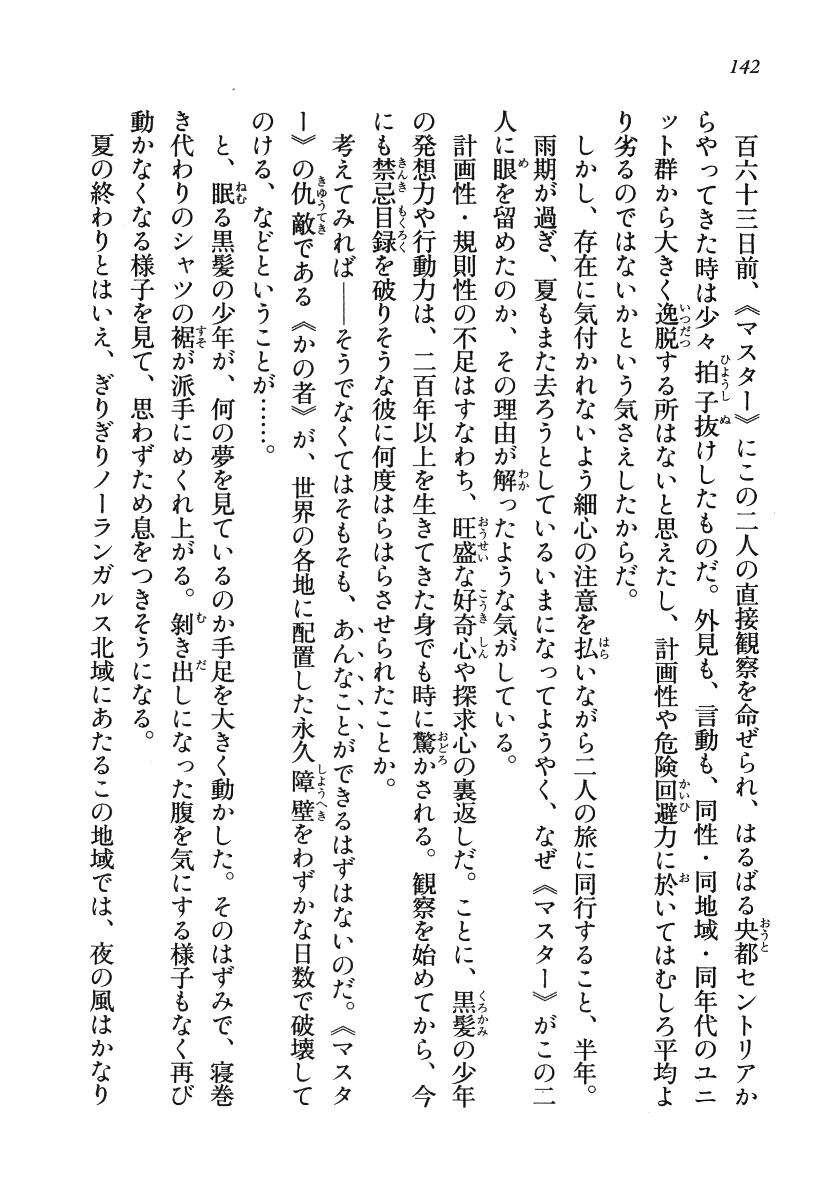 142
百六十三日前、《マスター》にこの二人の直接観察を命ぜられ、はるばる央都セントリアか
らやってきた時は少々拍子抜けしたものだ。外見も、言動も、同性・同地域・同年代のユニ
ット群から大きく逸脱する所はないと思えたし、計画性や危険回避力に於いてはむしろ平均よ
り劣るのではないかという気さえしたからだ。
しかし、存在に気付かれないよう細心の注意を払いながら二人の旅に同行すること、半年。
雨期が過ぎ、夏もまた去ろうとしているいまになってようやく、なぜ《マスター》がこの二
人に眼を留めたのか、その理由が解ったような気がしている。
計画性・規則性の不足はすなわち、旺盛な好奇心や探求心の裏返しだ。ことに、黒髪の少年
の発想力や行動力は、二百年以上を生きてきた身でも時に驚かされる。観察を始めてから、今
にも禁忌目録を破りそうな彼に何度はらはらさせられたことか。
考えてみれば――そうでなくてはそもそも、あんなことができるはずはないのだ。《マスタ
ー》の仇敵である《かの者》が、世界の各地に配置した永久障壁をわずかな日数で破壊して
のける、などということが……。
と、眠る黒髪の少年が、何の夢を見ているのか手足を大きく動かした。そのはずみで、寝巻
き代わりのシャツの裾が派手にめくれ上がる。剝き出しになった腹を気にする様子もなく再び
動かなくなる様子を見て、思わずため息をつきそうになる。
夏の終わりとはいえ、ぎりぎりノーランガルス北域にあたるこの地域では、夜の風はかなり